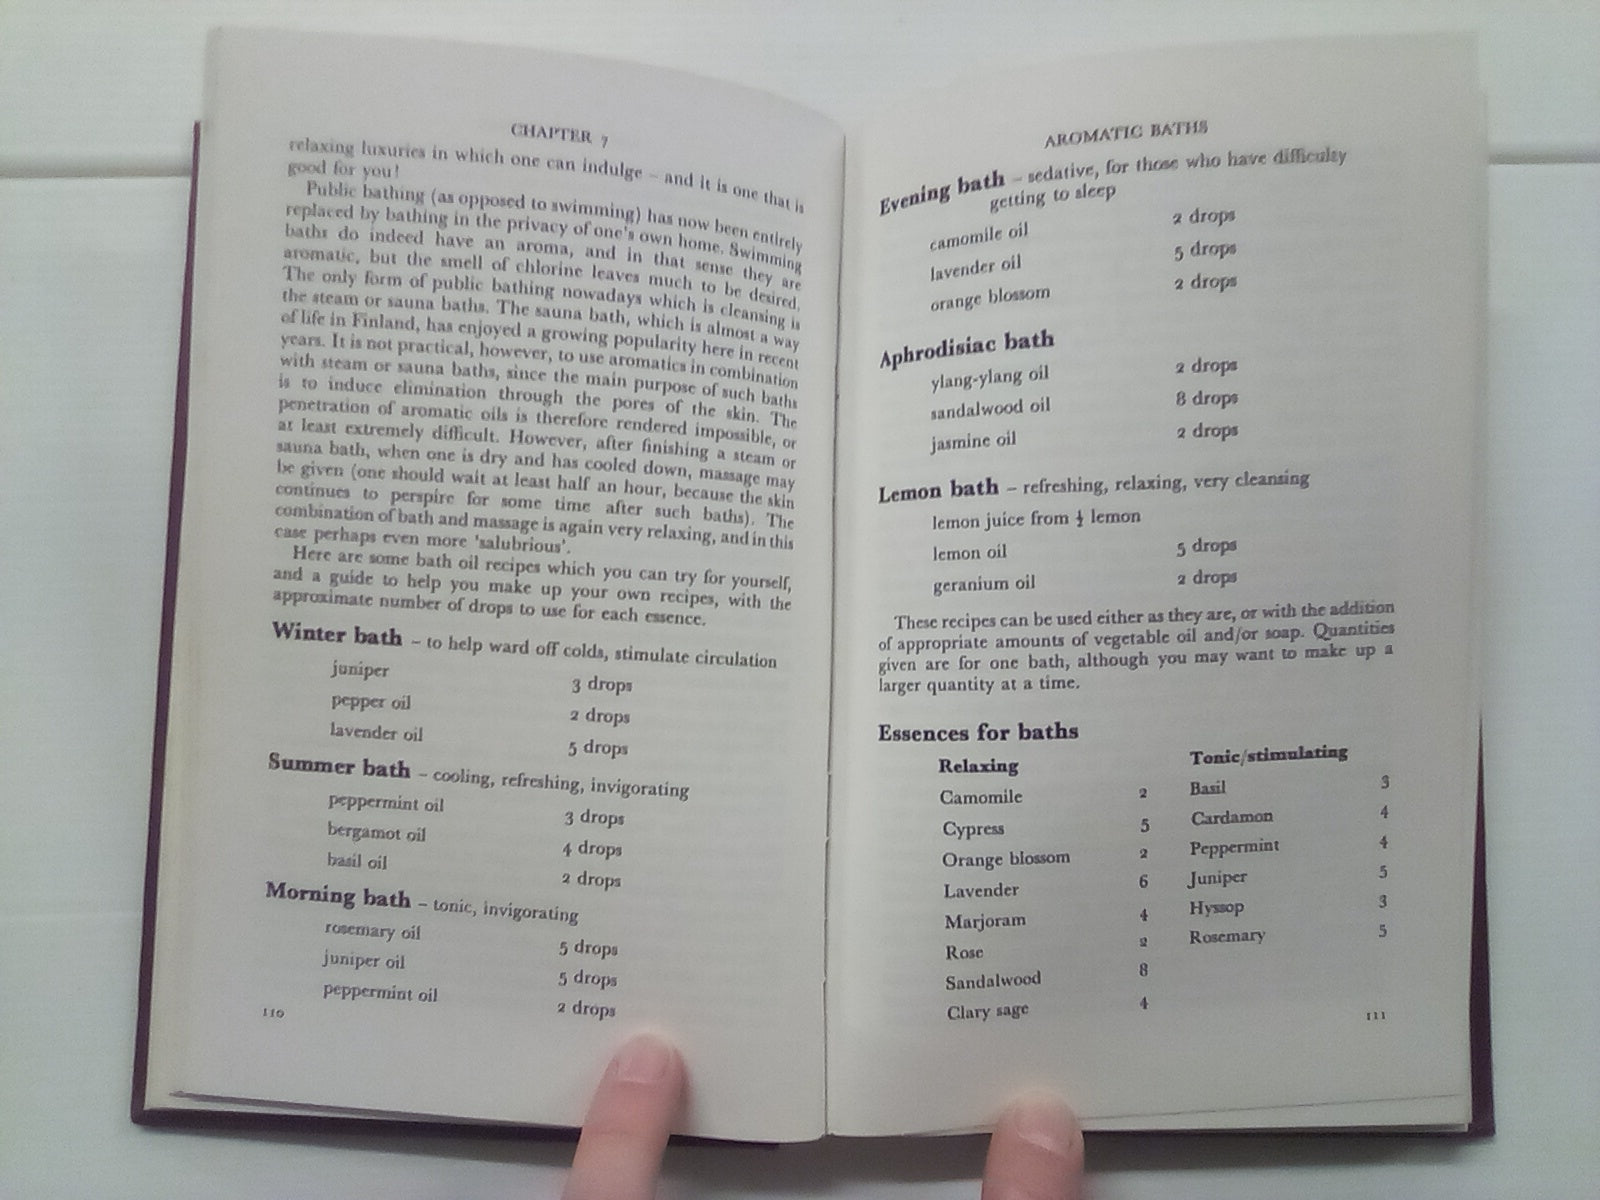 CHAPTER 7
relaxing luxuries in which one can indulge – and it is one that is
good for you!
Public bathing (as opposed to swimming) has now been entirely
replaced by bathing in the privacy of one's own home. Swimming
baths do indeed have an aroma, and in that sense they are
aromatic, but the smell of chlorine leaves much to be desired.
The only form of public bathing nowadays which is cleansing is
the steam or sauna baths. The sauna bath, which is almost a way
of life in Finland, has enjoyed a growing popularity here in recent
years. It is not practical, however, to use aromatics in combination
with steam or sauna baths, since the main purpose of such baths
is to induce elimination through the pores of the skin. The
penetration of aromatic oils is therefore rendered impossible, or
at least extremely difficult. However, after finishing a steam or
sauna bath, when one is dry and has cooled down, massage may
be given (one should wait at least half an hour, because the skin
continues to perspire for some time after such baths). The
combination of bath and massage is again very relaxing, and in this
case perhaps even more 'salubrious'.
Here are some bath oil recipes which you can try for yourself,
and a guide to help you make up your own recipes, with the
approximate number of drops to use for each essence.
Winter bath – to help ward off colds, stimulate circulation
juniper 3 drops
pepper oil 2 drops
lavender oil 5 drops
Summer bath – cooling, refreshing, invigorating
peppermint oil 3 drops
bergamot oil 4 drops
basil oil 2 drops
Morning bath – tonic, invigorating
rosemary oil 5 drops
juniper oil 5 drops
peppermint oil 2 drops
110
AROMATIC BATHS
Evening bath – sedative, for those who have difficulty
getting to sleep
camomile oil 2 drops
lavender oil 5 drops
orange blossom 2 drops
Aphrodisiac bath
ylang-ylang oil 2 drops
sandalwood oil 8 drops
jasmine oil 2 drops
Lemon bath – refreshing, relaxing, very cleansing
lemon juice from ½ lemon
lemon oil 5 drops
geranium oil 2 drops
These recipes can be used either as they are, or with the addition
of appropriate amounts of vegetable oil and/or soap. Quantities
given are for one bath, although you may want to make up a
larger quantity at a time.
Essences for baths
Relaxing Tonic/stimulating
Camomile 2 Basil 3
Cypress 5 Cardamon 4
Orange blossom 2 Peppermint 4
Lavender 6 Juniper 5
Marjoram 4 Hyssop 3
Rose 2 Rosemary 5
Sandalwood 8
Clary sage 4
111